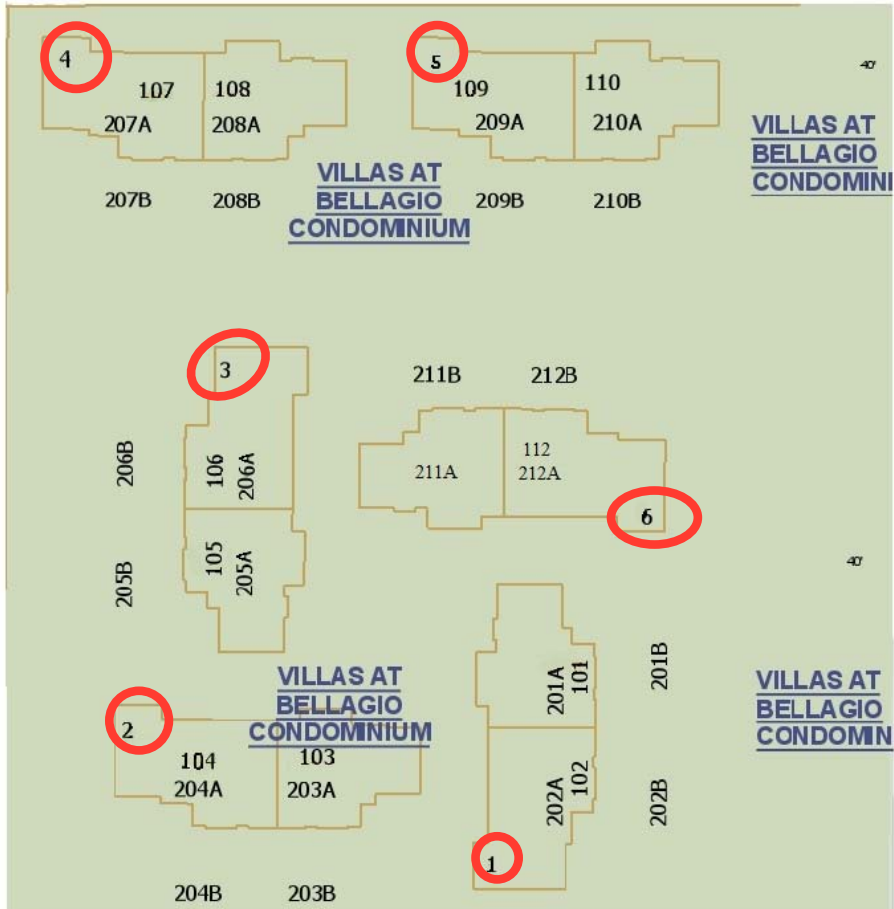 4
107
108
207A
208A
207B
208B
VILLAS AT
BELLAGIO
CONDOMINIUM
5
109
110
209A
210A
209B
210B
40'
VILLAS AT
BELLAGIO
CONDOMINI
3
206B
106
206A
205B
105
205A
211B
212B
211A
112
212A
6
40'
VILLAS AT
BELLAGIO
CONDOMINIUM
2
104
103
204A
203A
204B
203B
201A
101
201B
202A
102
202B
1
VILLAS AT
BELLAGIO
CONDOMIN